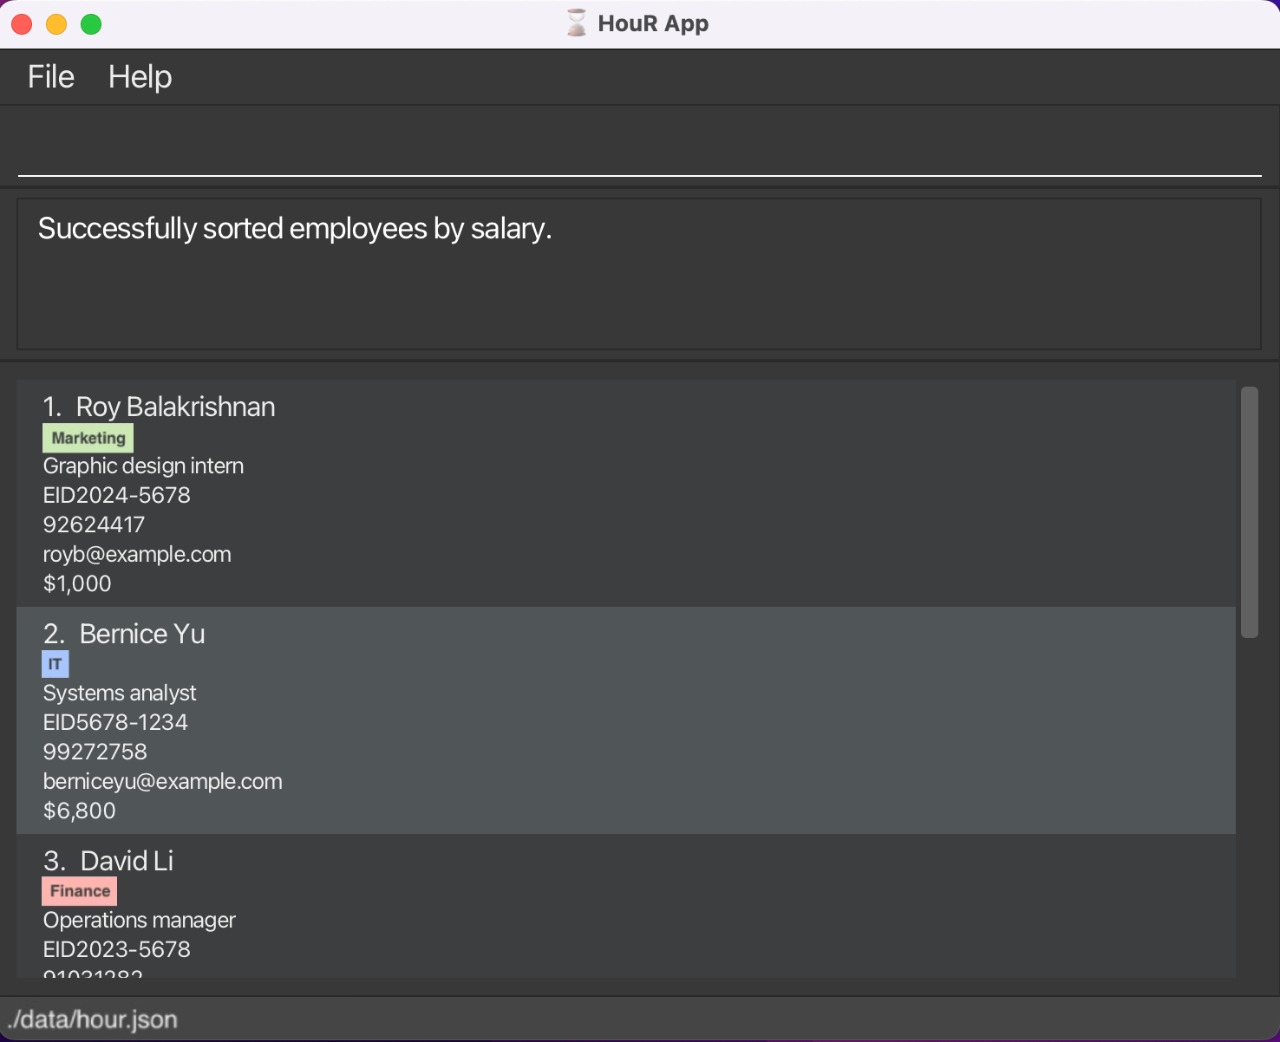 HouR App
File Help
Successfully sorted employees by salary.
1. Roy Balakrishnan
Marketing
Graphic design intern
EID2024-5678
92624417
royb@example.com
$1,000
2. Bernice Yu
IT
Systems analyst
EID5678-1234
99272758
berniceyu@example.com
$6,800
3. David Li
Finance
Operations manager
EID2023-5678
91031282
./data/hour.json